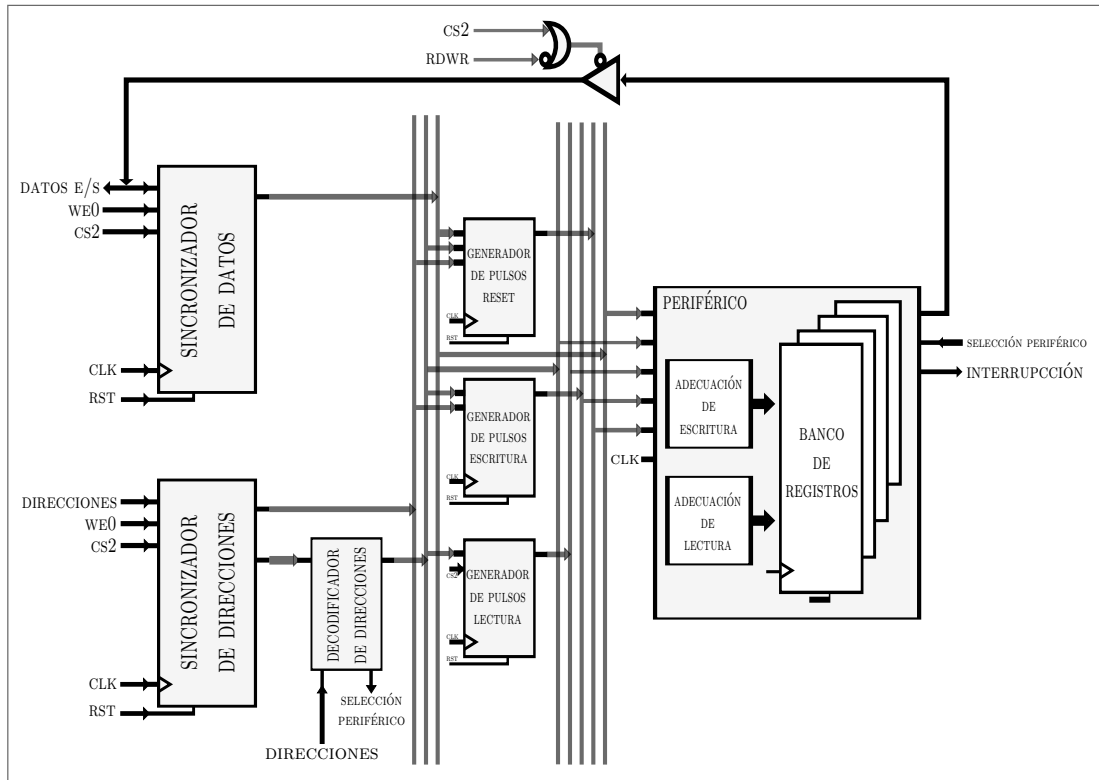 CS2
RDWR
DATOS E/S
WE0
CS2
CLK
RST
SINCRONIZADOR
DE DATOS
GENERADOR
DE PULSOS
RESET
CLK
RST
GENERADOR
DE PULSOS
ESCRITURA
CLK
RST
GENERADOR
DE PULSOS
LECTURA
CS2
CLK
RST
DIRECCIONES
WE0
CS2
CLK
RST
SINCRONIZADOR
DE DIRECCIONES
DECODIFICADOR
DE DIRECCIONES
SELECCIÓN
PERIFÉRICO
DIRECCIONES
PERIFÉRICO
ADECUACIÓN
DE
ESCRITURA
ADECUACIÓN
DE
LECTURA
BANCO
DE
REGISTROS
CLK
SELECCIÓN PERIFÉRICO
INTERRUPCCIÓN